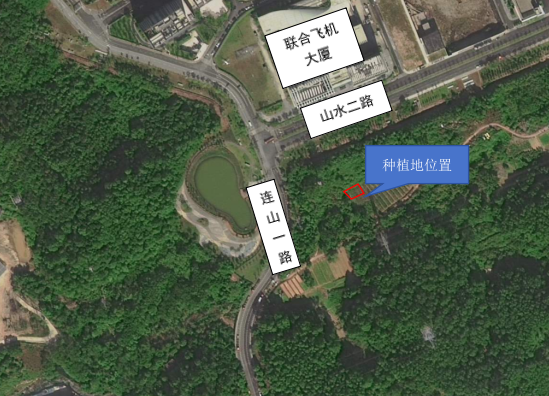 联合飞机
大厦
山水二路
种植地位置
连山一路